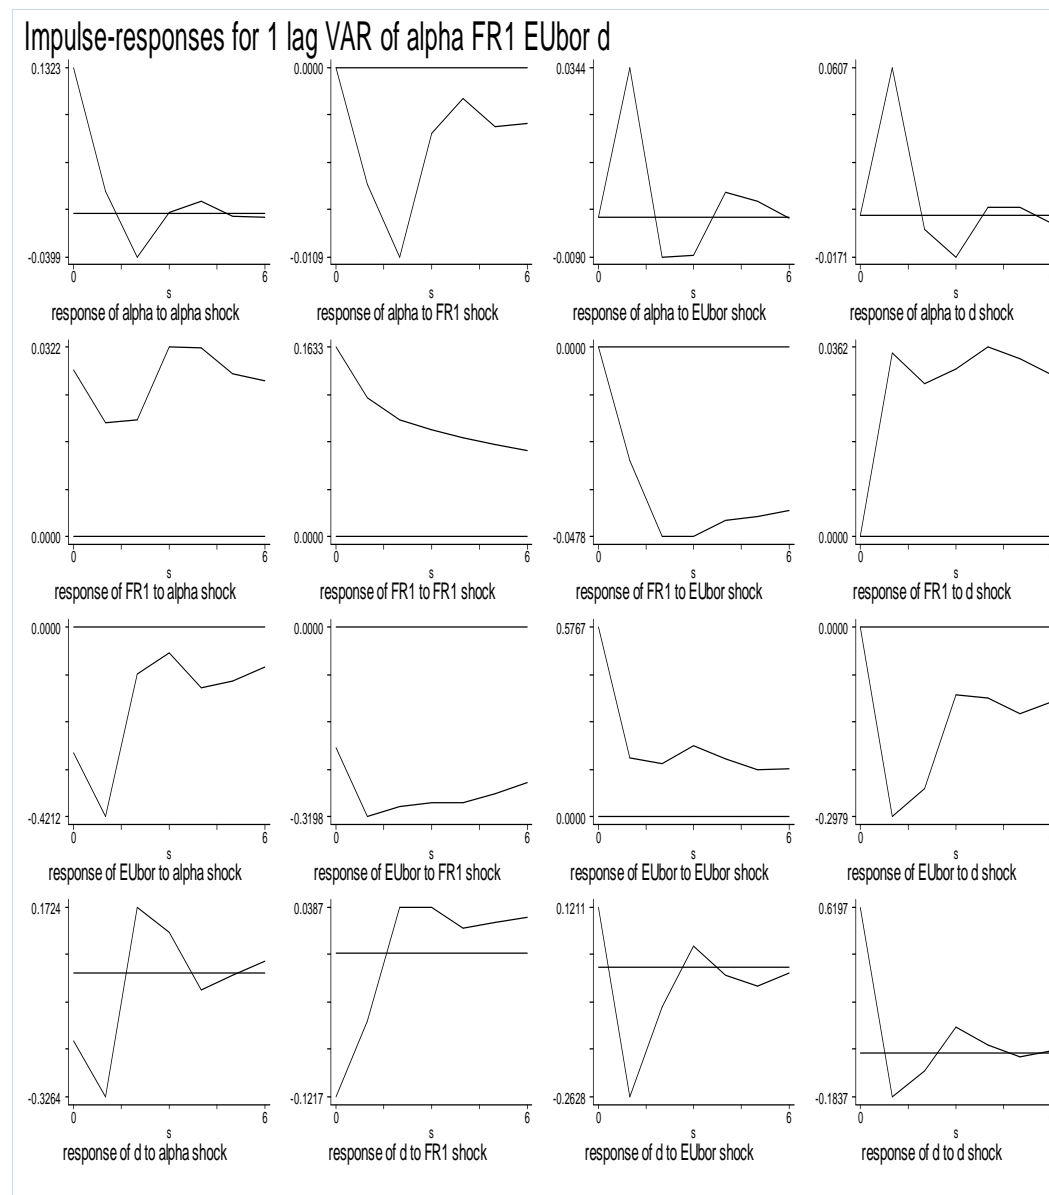 Impulse-responses for 1 lag VAR of alpha FR1 EUbor d
0.1323 0.0000 0.0344 0.0607
-0.0399 -0.0109 -0.0090 -0.0171
0 6 0 6 0 6 0
s s s s
response of alpha to alpha shock response of alpha to FR1 shock response of alpha to EUbor shock response of alpha to d shock
0.0322 0.1633 0.0000 0.0362
0.0000 0.0000 -0.0478 0.0000
0 6 0 6 0 6 0
s s s s
response of FR1 to alpha shock response of FR1 to FR1 shock response of FR1 to EUbor shock response of FR1 to d shock
0.0000 0.0000 0.5767 0.0000
-0.4212 -0.3198 0.0000 -0.2979
0 6 0 6 0 6 0
s s s s
response of EUbor to alpha shock response of EUbor to FR1 shock response of EUbor to EUbor shock response of EUbor to d shock
0.1724 0.0387 0.1211 0.6197
-0.3264 -0.1217 -0.2628 -0.1837
0 6 0 6 0 6 0
s s s s
response of d to alpha shock response of d to FR1 shock response of d to EUbor shock response of d to d shock